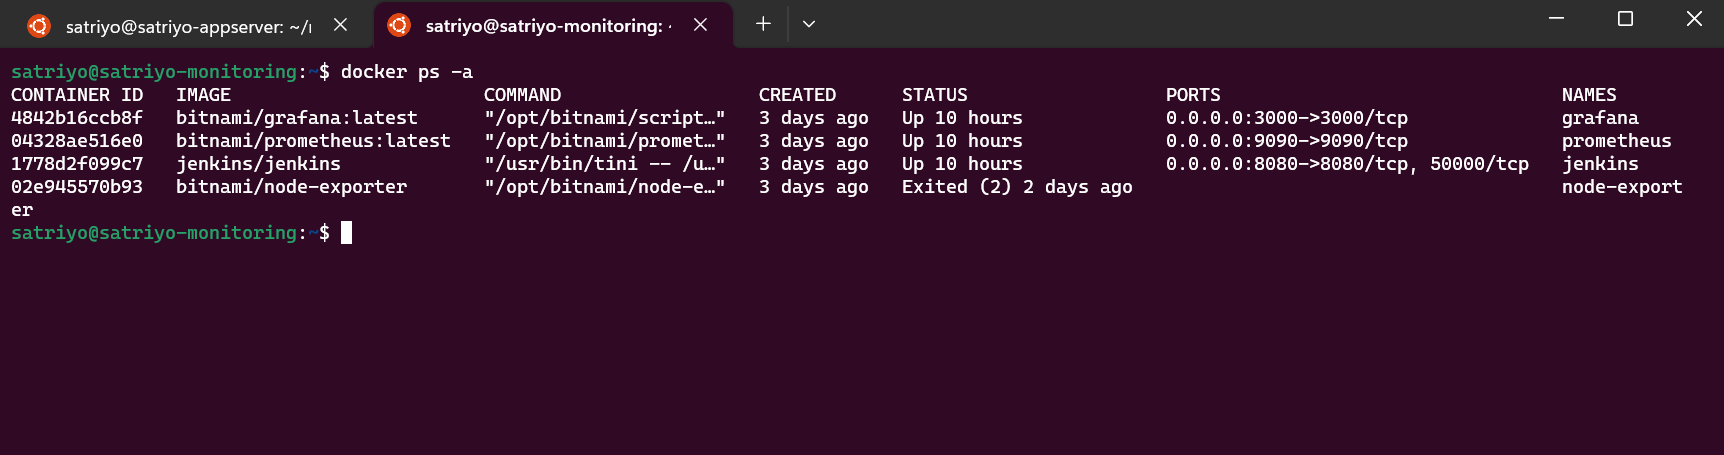 satriyo@satriyo-appserver: ~/r
satriyo@satriyo-monitoring: ~
satriyo@satriyo-monitoring:~$ docker ps -a
CONTAINER ID   IMAGE                       COMMAND                  CREATED      STATUS                  PORTS                               NAMES
4842b16ccb8f   bitnami/grafana:latest      "/opt/bitnami/script…"   3 days ago   Up 10 hours             0.0.0.0:3000->3000/tcp              grafana
04328ae516e0   bitnami/prometheus:latest   "/opt/bitnami/promet…"   3 days ago   Up 10 hours             0.0.0.0:9090->9090/tcp              prometheus
1778d2f099c7   jenkins/jenkins             "/usr/bin/tini -- /u…"   3 days ago   Up 10 hours             0.0.0.0:8080->8080/tcp, 50000/tcp   jenkins
02e945570b93   bitnami/node-exporter       "/opt/bitnami/node-e…"   3 days ago   Exited (2) 2 days ago                                       node-export
er
satriyo@satriyo-monitoring:~$